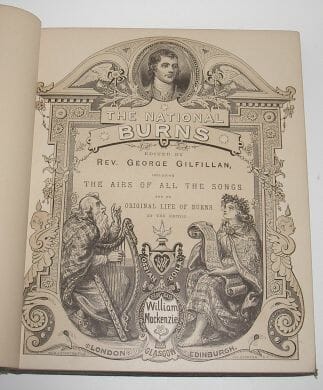 THE NATIONAL
BURNS
EDITED BY
REV. GEORGE GILFILLAN,
INCLUDING
THE AIRS OF ALL THE SONGS
AND AN
ORIGINAL LIFE OF BURNS
BY THE EDITOR.
William
Mackenzie
LONDON
GLASGOW
EDINBURGH.